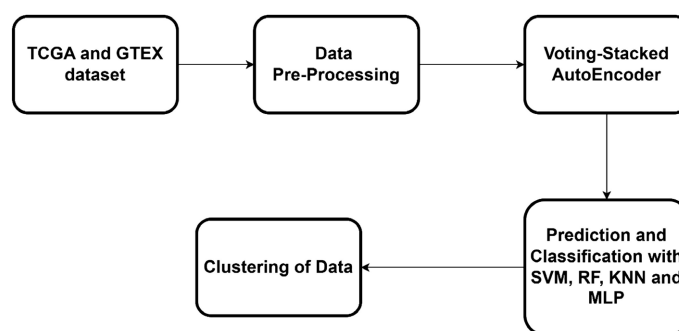 TCGA and GTEX
dataset
Data
Pre-Processing
Voting-Stacked
AutoEncoder
Prediction and
Classification with
SVM, RF, KNN and
MLP
Clustering of Data